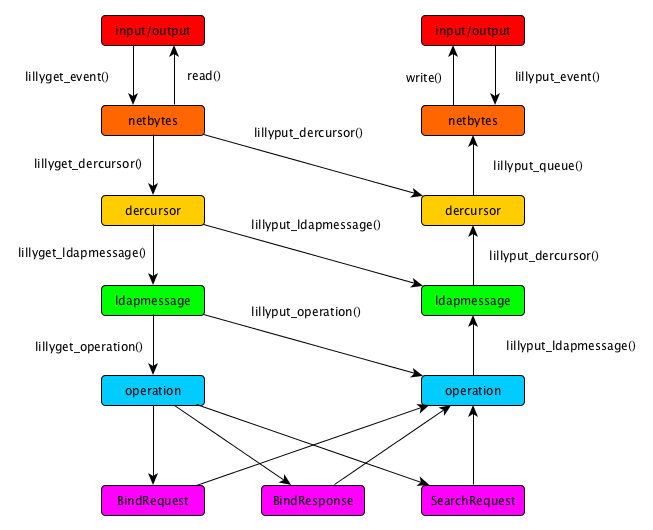 input/output
input/output
lillyget_event()
read()
write()
lillyput_event()
netbytes
netbytes
lillyput_dercursor()
lillyget_dercursor()
lillyput_queue()
dercursor
dercursor
lillyput_ldapmessage()
lillyget_ldapmessage()
lillyput_dercursor()
ldapmessage
ldapmessage
lillyput_operation()
lillyget_operation()
lillyput_ldapmessage()
operation
operation
BindRequest
BindResponse
SearchRequest